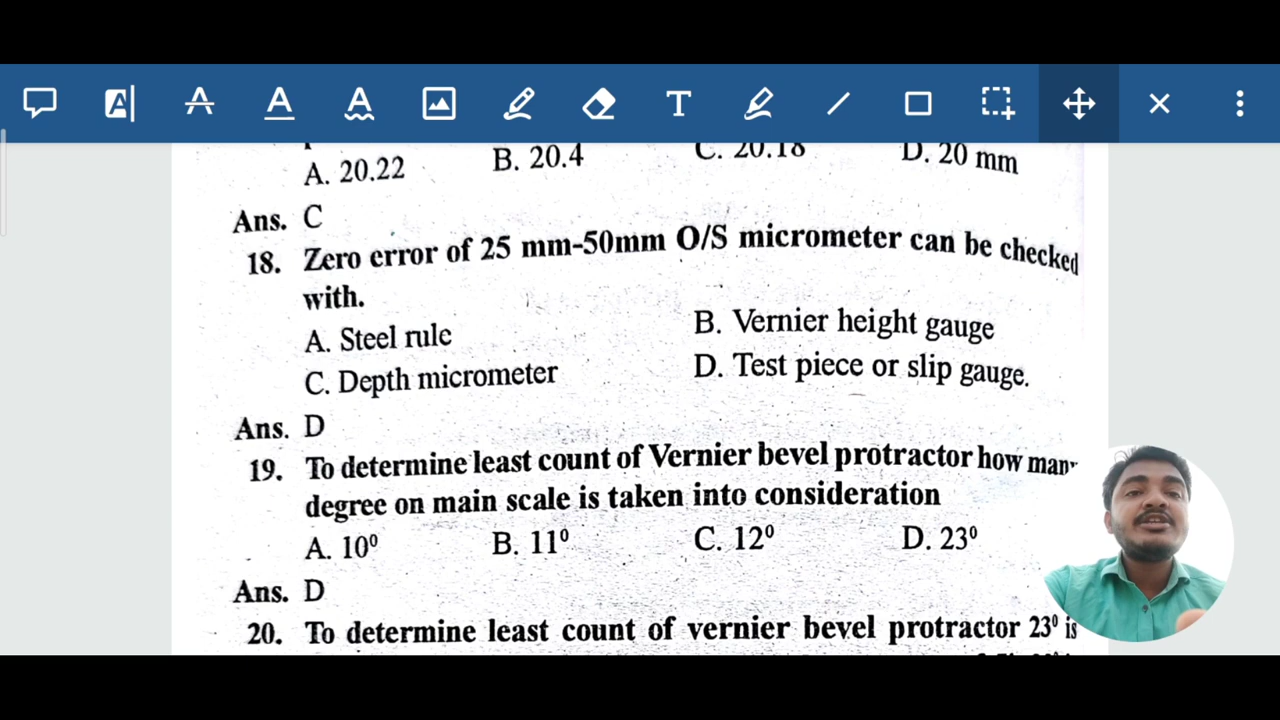 A. 20.22 B. 20.4 C. 20.18 D. 20 mm
Ans. C
18. Zero error of 25 mm-50mm O/S micrometer can be checked
with.
A. Steel rule B. Vernier height gauge
C. Depth micrometer D. Test piece or slip gauge.
Ans. D
19. To determine least count of Vernier bevel protractor how many
degree on main scale is taken into consideration
A. 10⁰ B. 11⁰ C. 12⁰ D. 23⁰
Ans. D
20. To determine least count of vernier bevel protractor 23⁰ is